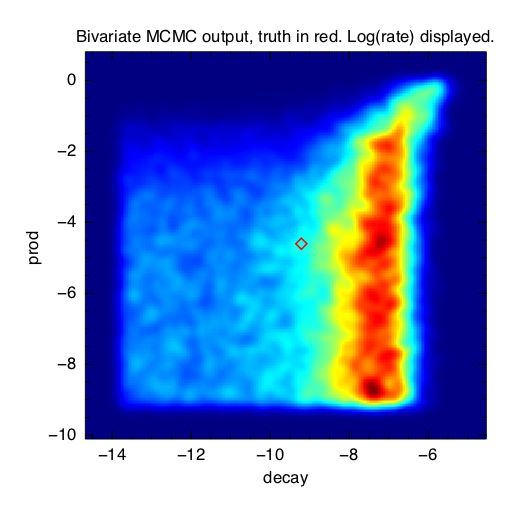 Bivariate MCMC output, truth in red. Log(rate) displayed.
0
−2
−4
−6
−8
−10
prod
−14 −12 −10 −8 −6
decay